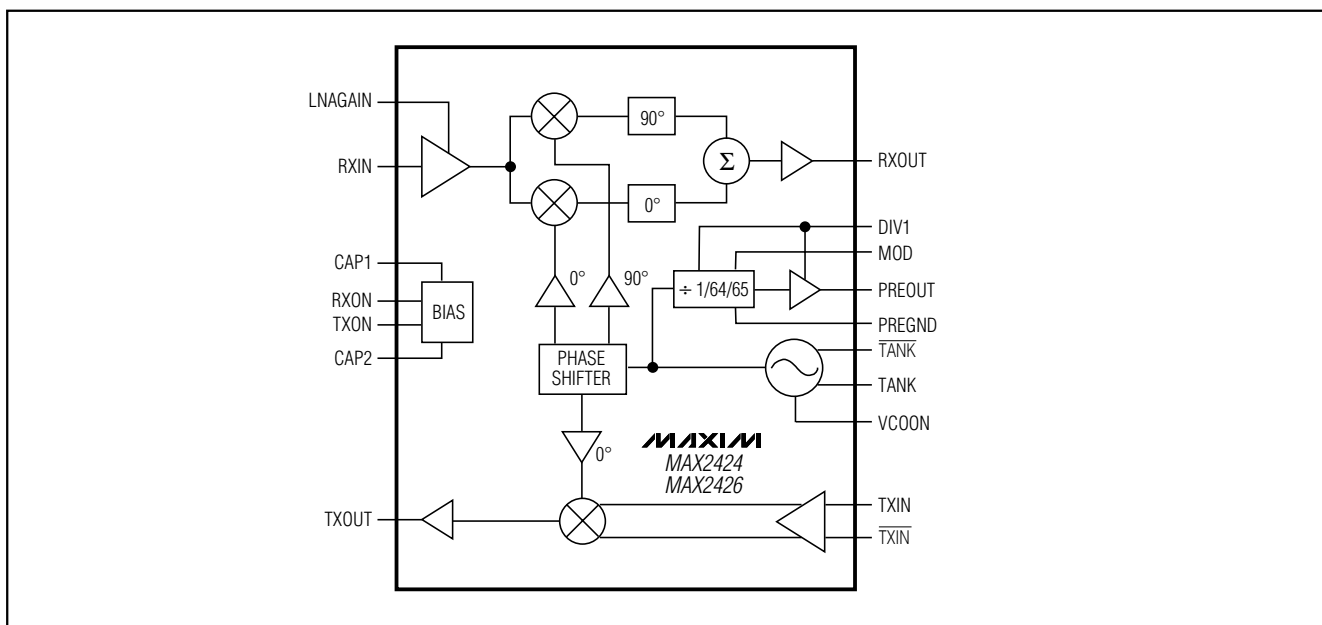 LNAGAIN
90°
RXIN
Σ
RXOUT
0°
DIV1
MOD
CAP1
0°
90°
÷ 1/64/65
PREOUT
RXON
BIAS
TXON
PREGND
CAP2
PHASE
SHIFTER
TANK
TANK
VCOON
0°
MAXIM
MAX2424
MAX2426
TXOUT
TXIN
TXIN